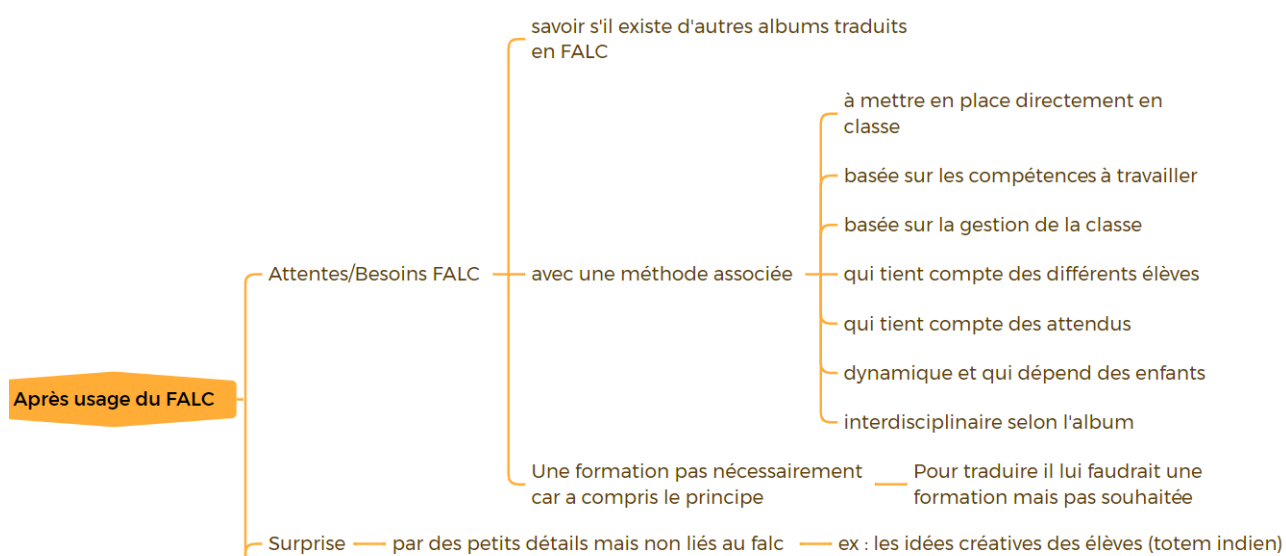 savoir s'il existe d'autres albums traduits
en FALC
à mettre en place directement en
classe
basée sur les compétences à travailler
basée sur la gestion de la classe
Attentes/Besoins FALC
avec une méthode associée
qui tient compte des différents élèves
qui tient compte des attendus
dynamique et qui dépend des enfants
Après usage du FALC
interdisciplinaire selon l'album
Une formation pas nécessairement
car a compris le principe
Pour traduire il lui faudrait une
formation mais pas souhaitée
Surprise
par des petits détails mais non liés au falc
ex : les idées créatives des élèves (totem indien)